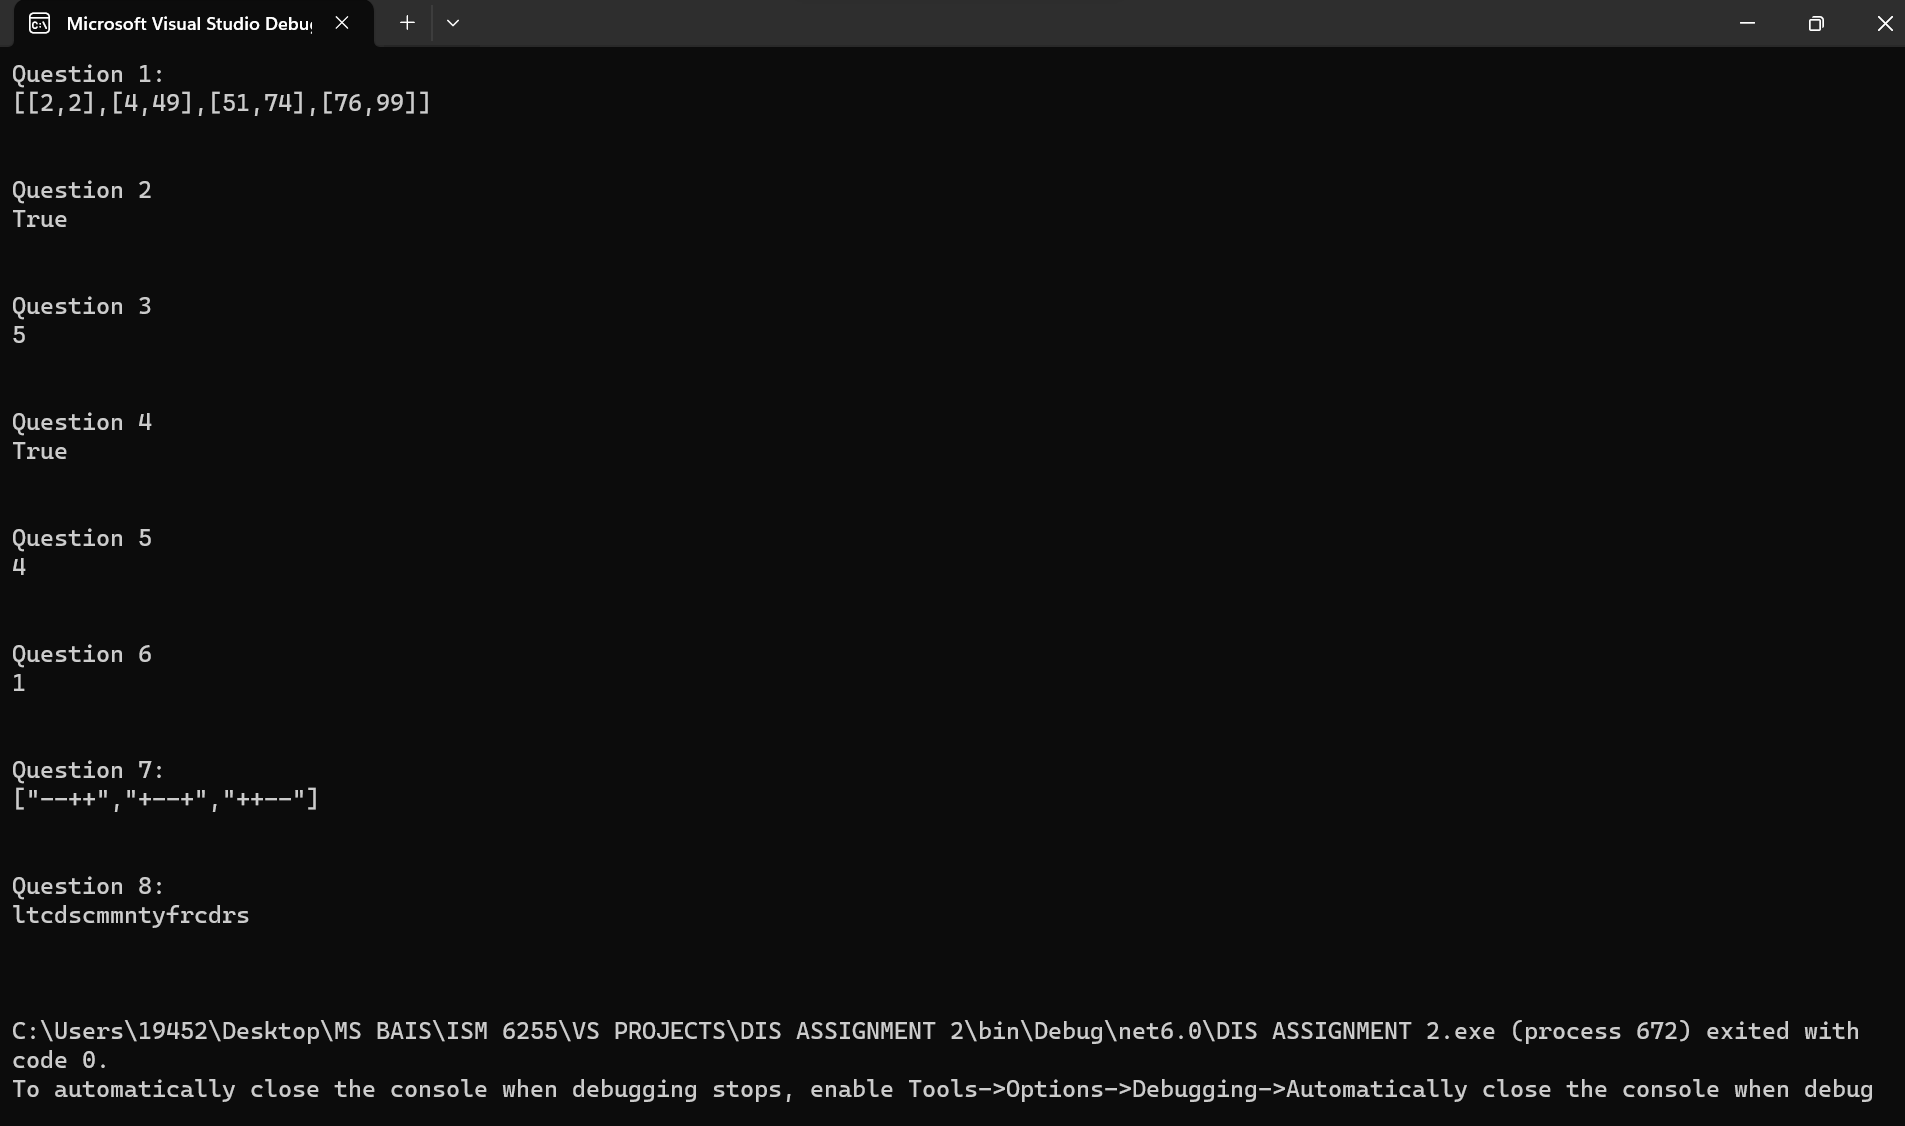 Microsoft Visual Studio Debu
Question 1:
[[2,2],[4,49],[51,74],[76,99]]
Question 2
True
Question 3
5
Question 4
True
Question 5
4
Question 6
1
Question 7:
["--++","+--+","++--"]
Question 8:
ltcdscmmntyfrcdrs
C:\Users\19452\Desktop\MS BAIS\ISM 6255\VS PROJECTS\DIS ASSIGNMENT 2\bin\Debug\net6.0\DIS ASSIGNMENT 2.exe (process 672) exited with
code 0.
To automatically close the console when debugging stops, enable Tools->Options->Debugging->Automatically close the console when debug